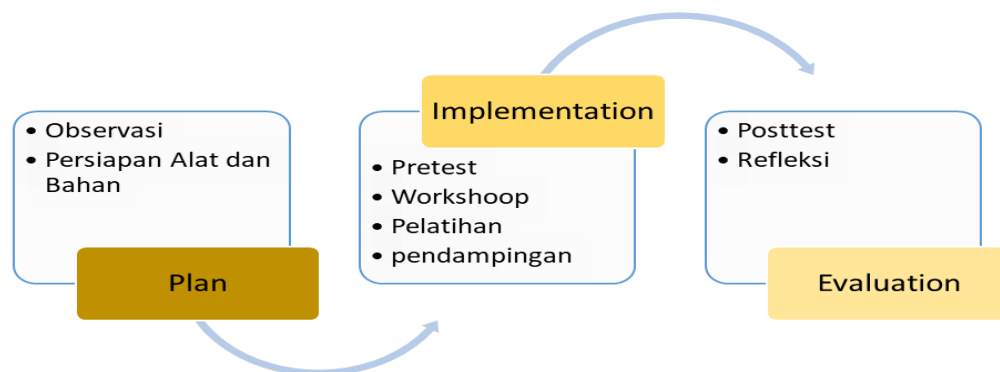 • Observasi
• Persiapan Alat dan
Bahan
Plan
Implementation
• Pretest
• Workshoop
• Pelatihan
• pendampingan
• Posttest
• Refleksi
Evaluation